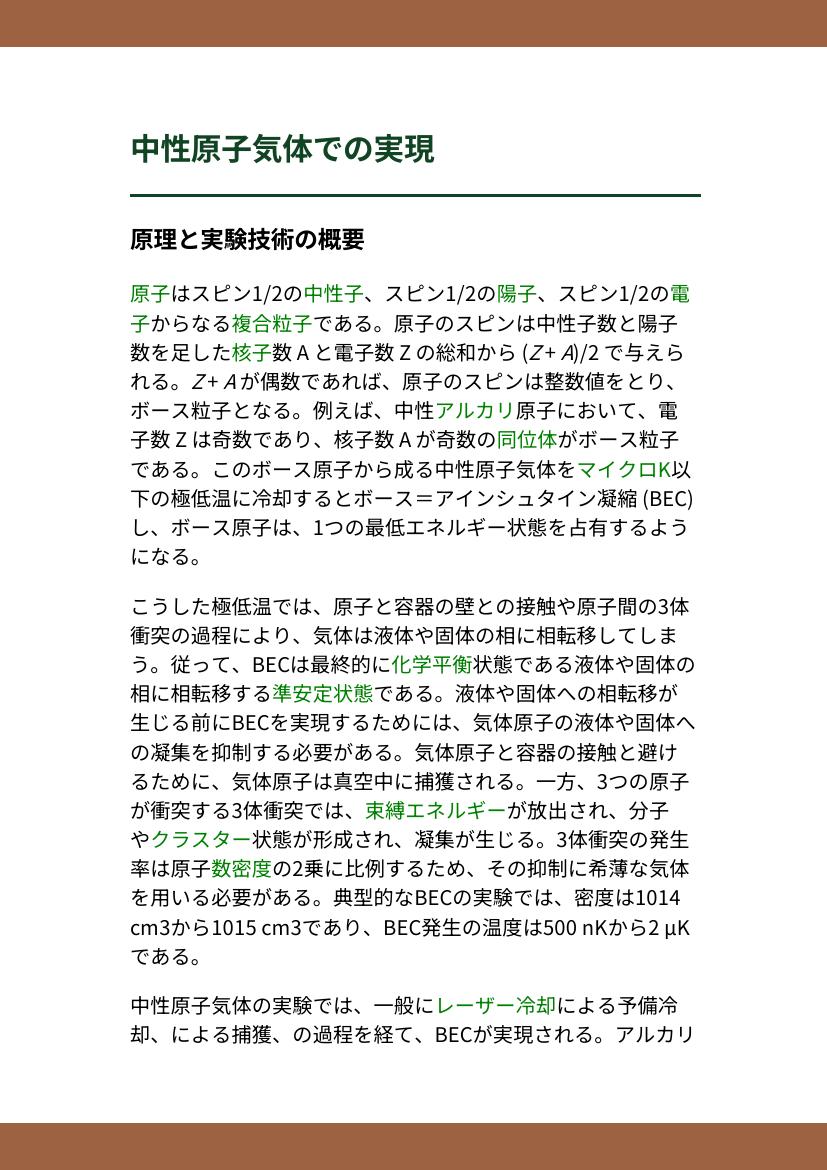 中性原子気体での実現
原理と実験技術の概要
原子はスピン1/2の中性子、スピン1/2の陽子、スピン1/2の電
子からなる複合粒子である。原子のスピンは中性子数と陽子
数を足した核子数 A と電子数 Z の総和から (Z + A)/2 で与えら
れる。Z + A が偶数であれば、原子のスピンは整数値をとり、
ボース粒子となる。例えば、中性アルカリ原子において、電
子数 Z は奇数であり、核子数 A が奇数の同位体がボース粒子
である。このボース原子から成る中性原子気体をマイクロK以
下の極低温に冷却するとボース＝アインシュタイン凝縮 (BEC)
し、ボース原子は、1つの最低エネルギー状態を占有するよう
になる。
こうした極低温では、原子と容器の壁との接触や原子間の3体
衝突の過程により、気体は液体や固体の相に相転移してしま
う。従って、BECは最終的に化学平衡状態である液体や固体の
相に相転移する準安定状態である。液体や固体への相転移が
生じる前にBECを実現するためには、気体原子の液体や固体へ
の凝集を抑制する必要がある。気体原子と容器の接触と避け
るために、気体原子は真空中に捕獲される。一方、3つの原子
が衝突する3体衝突では、束縛エネルギーが放出され、分子
やクラスター状態が形成され、凝集が生じる。3体衝突の発生
率は原子数密度の2乗に比例するため、その抑制に希薄な気体
を用いる必要がある。典型的なBECの実験では、密度は1014
cm3から1015 cm3であり、BEC発生の温度は500 nKから2 μK
である。
中性原子気体の実験では、一般にレーザー冷却による予備冷
却、による捕獲、の過程を経て、BECが実現される。アルカリ